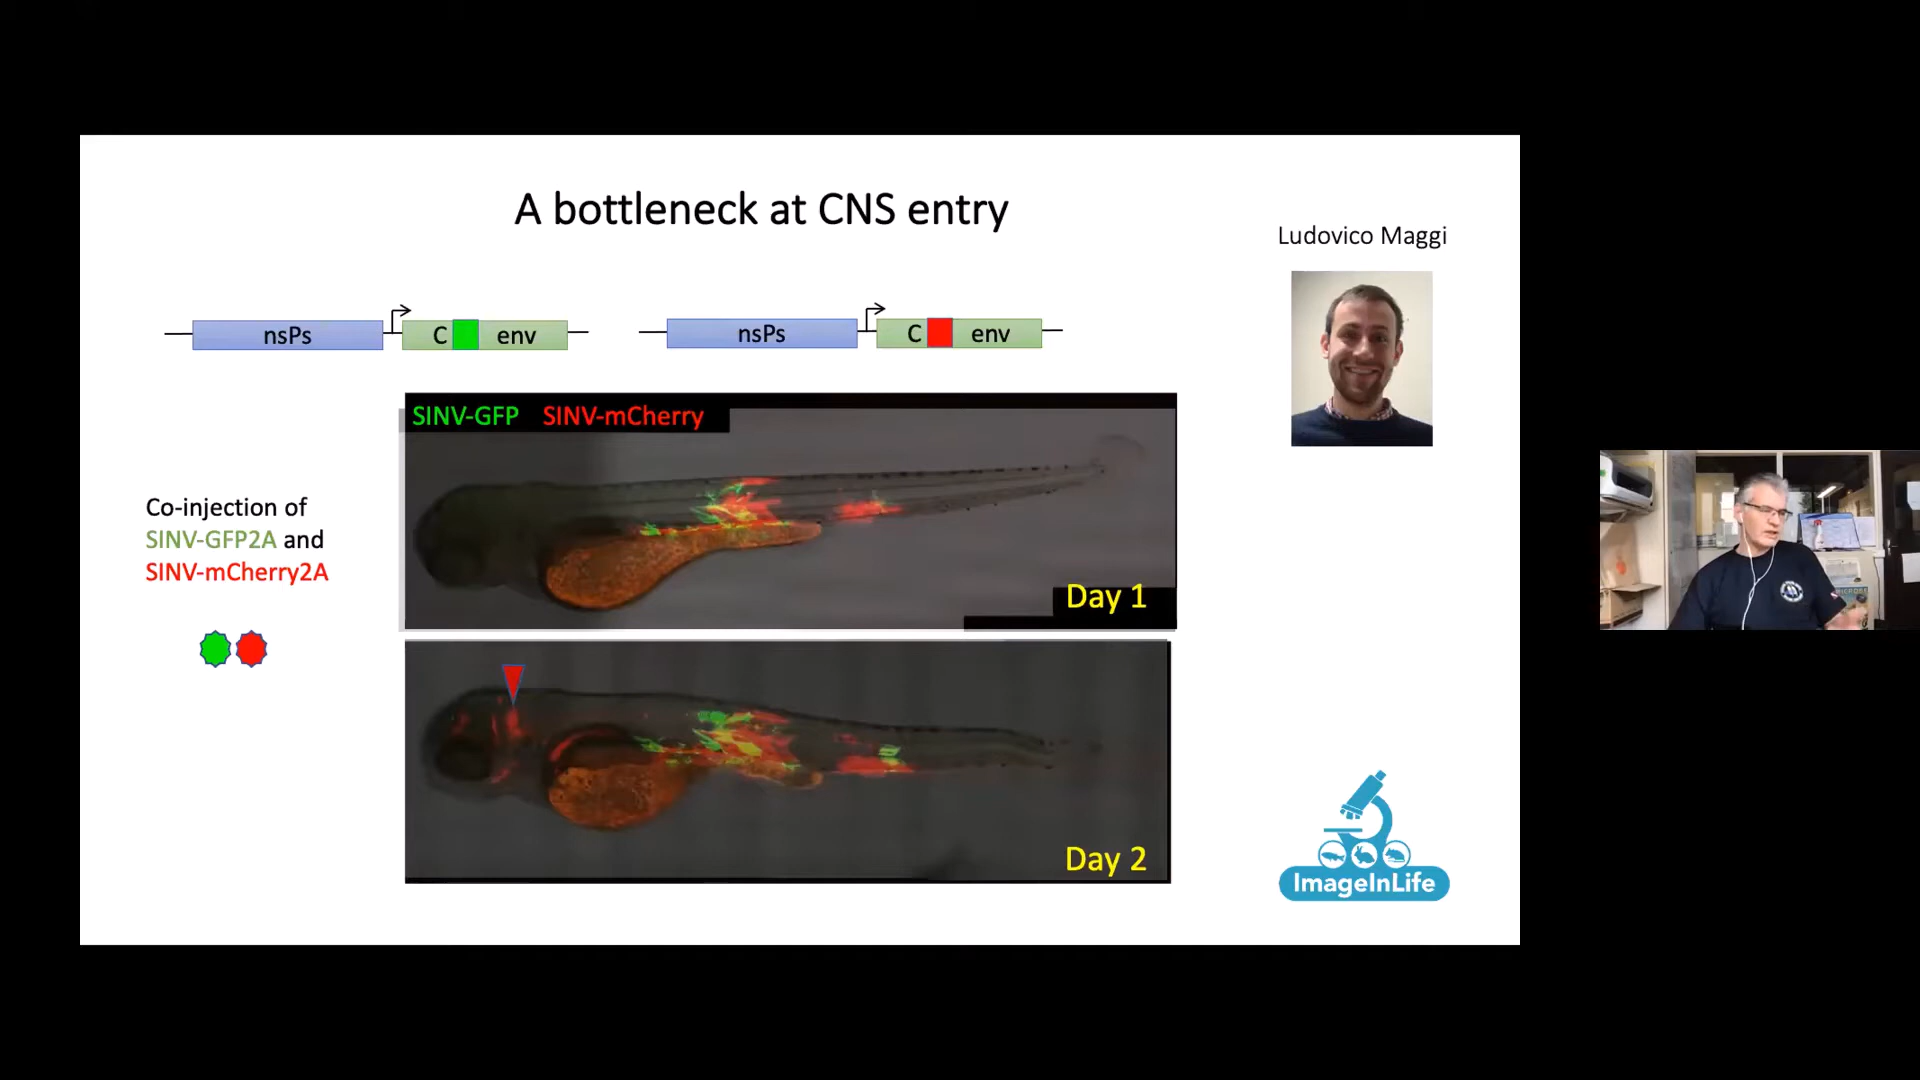 A bottleneck at CNS entry
Ludovico Maggi
nsPs
C
env
nsPs
C
env
SINV-GFP SINV-mCherry
Co-injection of
SINV-GFP2A and
SINV-mCherry2A
Day 1
Day 2
ImageInLife